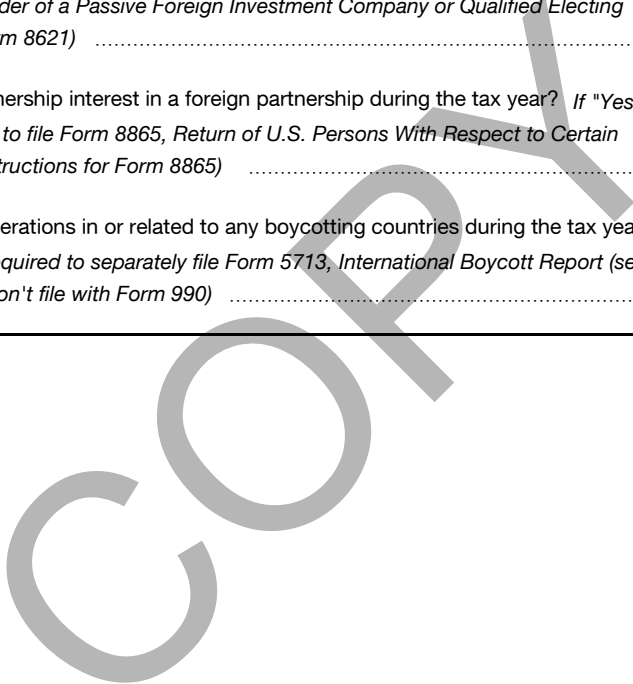 der of a Passive Foreign Investment Company or Qualified Electing
rm 8621) ........................................................................
nership interest in a foreign partnership during the tax year? If "Yes
to file Form 8865, Return of U.S. Persons With Respect to Certain
tructions for Form 8865) ........................................................................
erations in or related to any boycotting countries during the tax yea
equired to separately file Form 5713, International Boycott Report (se
on't file with Form 990) ........................................................................
COPY